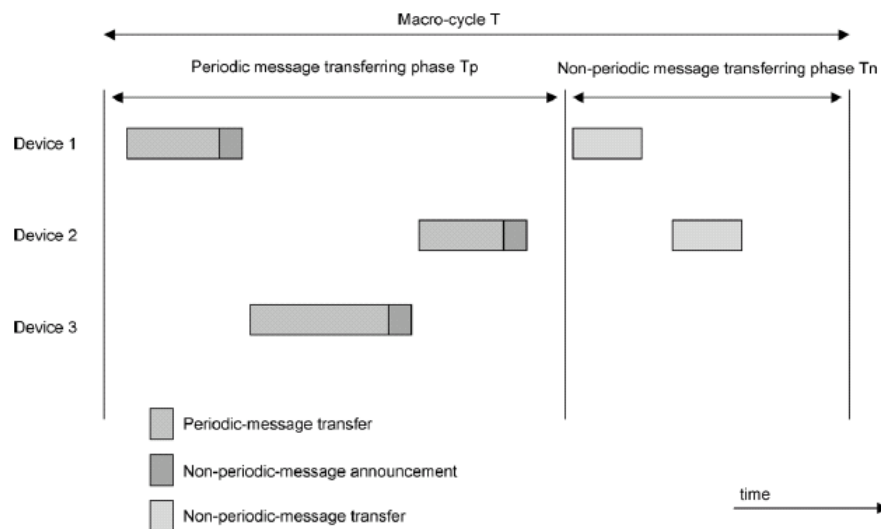 Macro-cycle T
Periodic message transferring phase Tp
Non-periodic message transferring phase Tn
Device 1
Device 2
Device 3
Periodic-message transfer
Non-periodic-message announcement
Non-periodic-message transfer
time